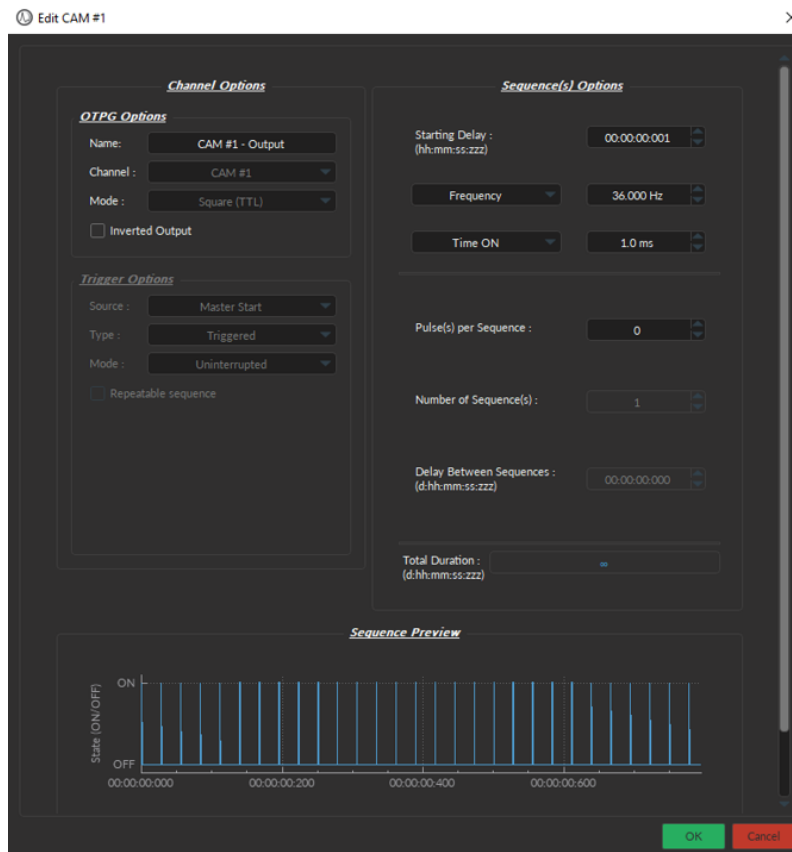 Edit CAM #1
Channel Options
OTPG Options
Name:
CAM #1 - Output
Channel :
CAM #1
Mode :
Square (TTL)
Inverted Output
Trigger Options
Source :
Master Start
Type :
Triggered
Mode :
Uninterrupted
Repeatable sequence
Sequence(s) Options
Starting Delay :
(hh:mm:ss:zzz)
00:00:00:001
Frequency
36.000 Hz
Time ON
1.0 ms
Pulse(s) per Sequence :
0
Number of Sequence(s) :
1
Delay Between Sequences :
(d:hh:mm:ss:zzz)
00:00:00:000
Total Duration :
(d:hh:mm:ss:zzz)
∞
Sequence Preview
State (ON/OFF)
ON
OFF
00:00:00:000
00:00:00:200
00:00:00:400
00:00:00:600
OK
Cancel